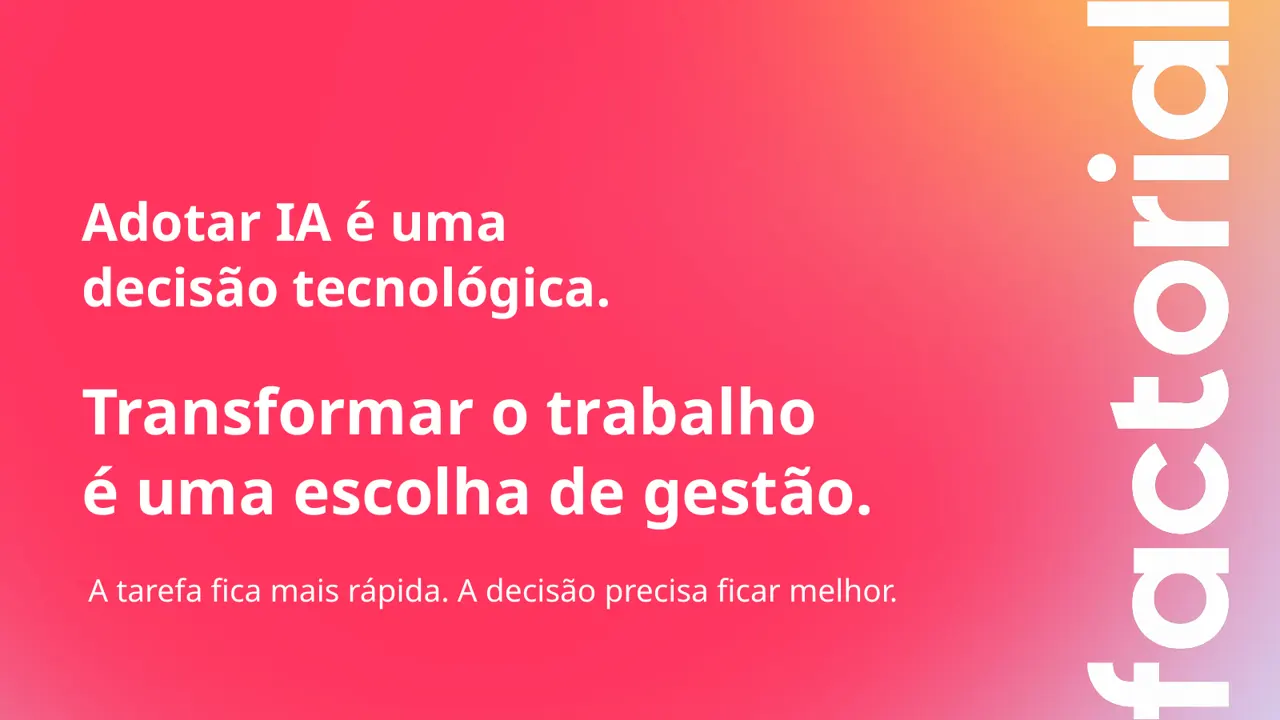 Adotar IA é uma
decisão tecnológica.
Transformar o trabalho
é uma escolha de gestão.
A tarefa fica mais rápida. A decisão precisa ficar melhor.
factorial